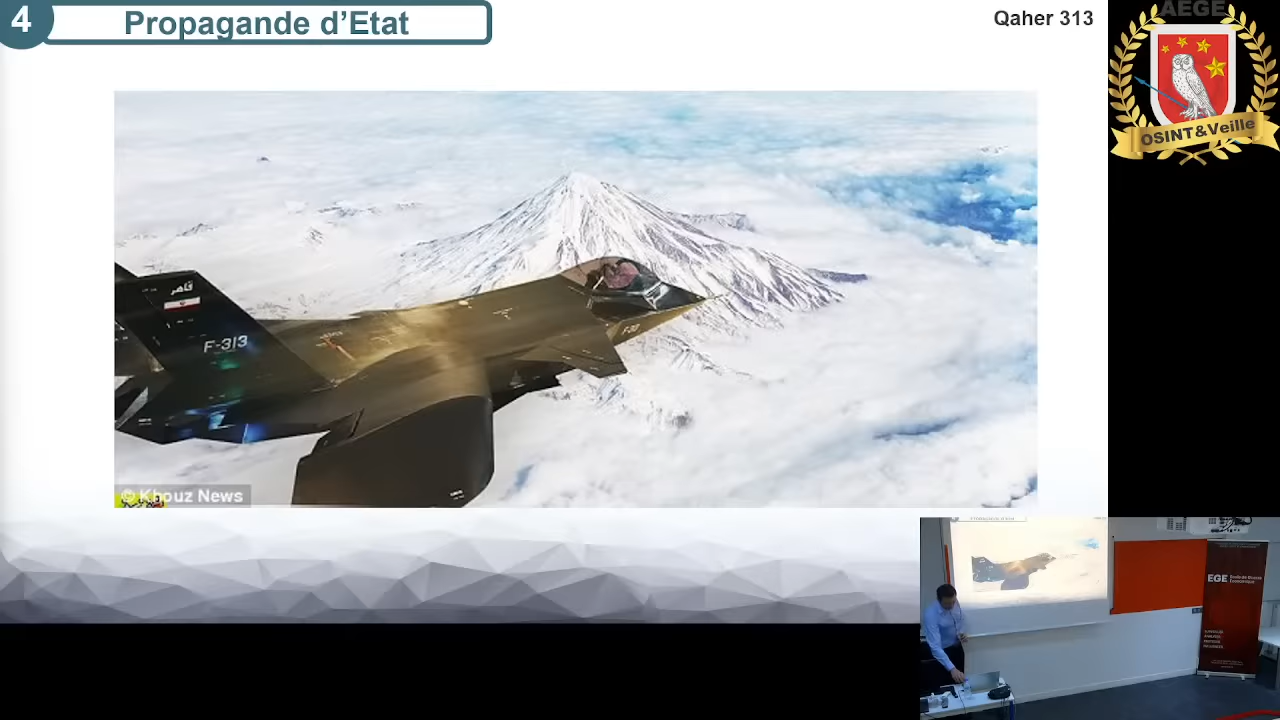 4
Propagande d’Etat
Qaher 313
AEGE
OSINT&Veille
قاهر
F-313
© Khouz News
EGE